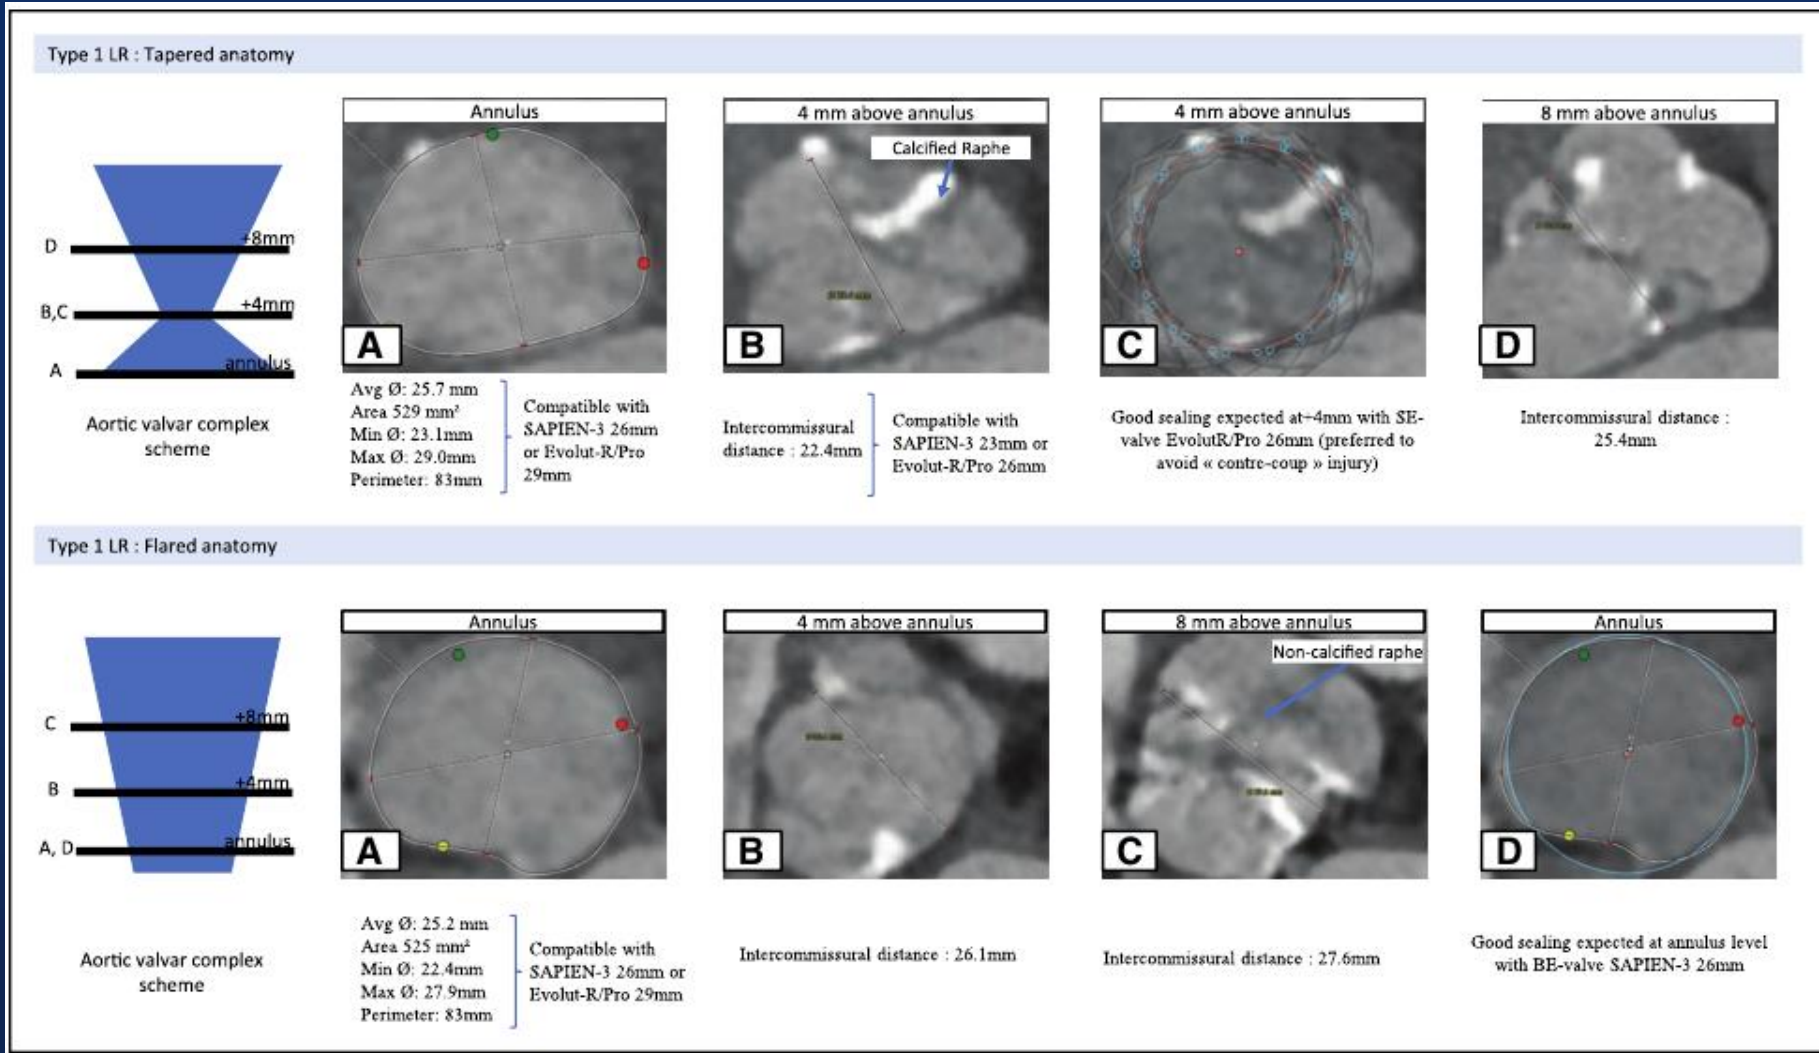 Type 1 LR : Tapered anatomy
Annulus
4 mm above annulus
4 mm above annulus
8 mm above annulus
Calcified Raphe
D
+8mm
B,C
+4mm
A
annulus
A
B
C
D
Aortic valvar complex
scheme
Avg Ø: 25.7 mm
Area 529 mm²
Min Ø: 23.1mm
Max Ø: 29.0mm
Perimeter: 83mm
Compatible with
SAPIEN-3 26mm
or Evolut-R/Pro
29mm
Intercommissural
distance : 22.4mm
Compatible with
SAPIEN-3 23mm or
Evolut-R/Pro 26mm
Good sealing expected at+4mm with SE-
valve EvolutR/Pro 26mm (preferred to
avoid « contre-coup » injury)
Intercommissural distance :
25.4mm
Type 1 LR : Flared anatomy
Annulus
4 mm above annulus
8 mm above annulus
Annulus
Non-calcified raphe
C
+8mm
B
+4mm
A, D
annulus
A
B
C
D
Aortic valvar complex
scheme
Avg Ø: 25.2 mm
Area 525 mm²
Min Ø: 22.4mm
Max Ø: 27.9mm
Perimeter: 83mm
Compatible with
SAPIEN-3 26mm or
Evolut-R/Pro 29mm
Intercommissural distance : 26.1mm
Intercommissural distance : 27.6mm
Good sealing expected at annulus level
with BE-valve SAPIEN-3 26mm